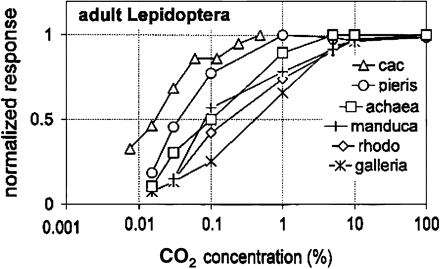 adult Lepidoptera
normalized response
1
0.5
0
cac
pieris
achaea
manduca
rhodo
galleria
0.001
0.01
0.1
1
10
100
CO2 concentration (%)